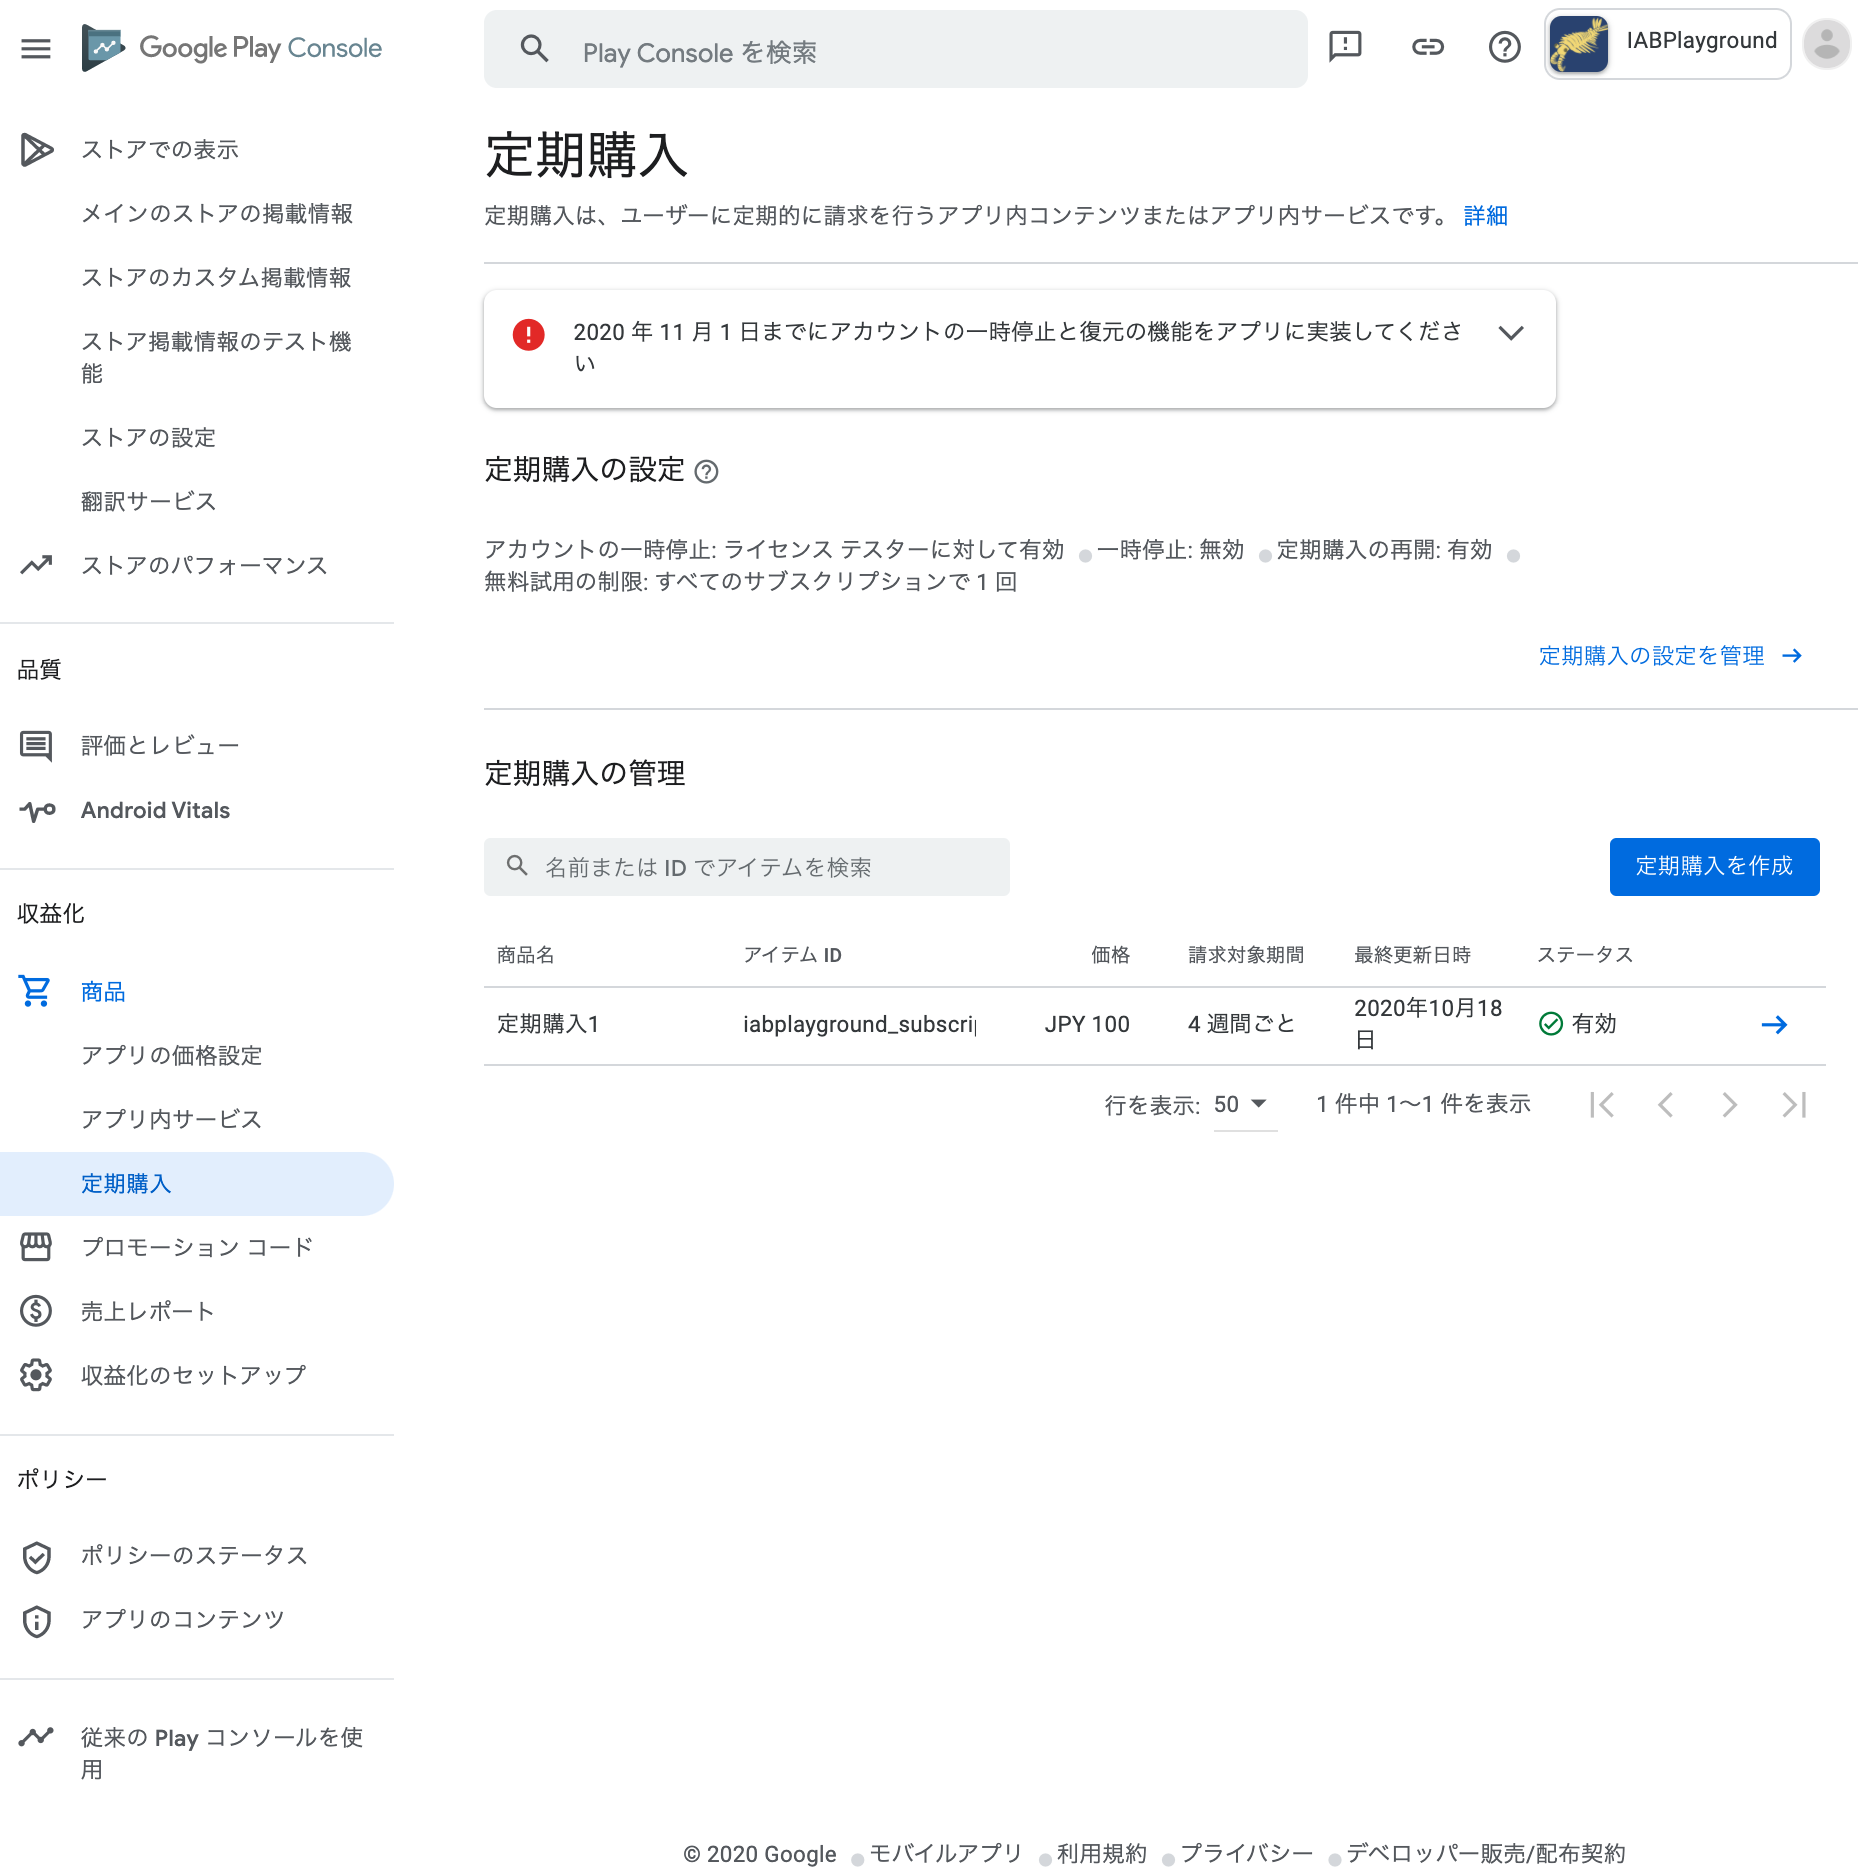 Google Play Console
Play Console を検索
IABPlayground
ストアでの表示
メインのストアの掲載情報
ストアのカスタム掲載情報
ストア掲載情報のテスト機
能
ストアの設定
翻訳サービス
ストアのパフォーマンス
品質
評価とレビュー
Android Vitals
収益化
商品
アプリの価格設定
アプリ内サービス
定期購入
プロモーション コード
売上レポート
収益化のセットアップ
ポリシー
ポリシーのステータス
アプリのコンテンツ
従来の Play コンソールを使
用
定期購入
定期購入は、ユーザーに定期的に請求を行うアプリ内コンテンツまたはアプリ内サービスです。 詳細
2020 年 11 月 1 日までにアカウントの一時停止と復元の機能をアプリに実装してくださ
い
定期購入の設定
アカウントの一時停止: ライセンス テスターに対して有効 ● 一時停止: 無効 ● 定期購入の再開: 有効 ●
無料試用の制限: すべてのサブスクリプションで 1 回
定期購入の設定を管理
定期購入の管理
名前または ID でアイテムを検索
定期購入を作成
商品名 アイテム ID 価格 請求対象期間 最終更新日時 ステータス
定期購入1 iabplayground_subscrip JPY 100 4 週間ごと 2020年10月18 有効
日
行を表示: 50 1 件中 1〜1 件を表示
© 2020 Google ● モバイルアプリ ● 利用規約 ● プライバシー ● デベロッパー販売/配布契約